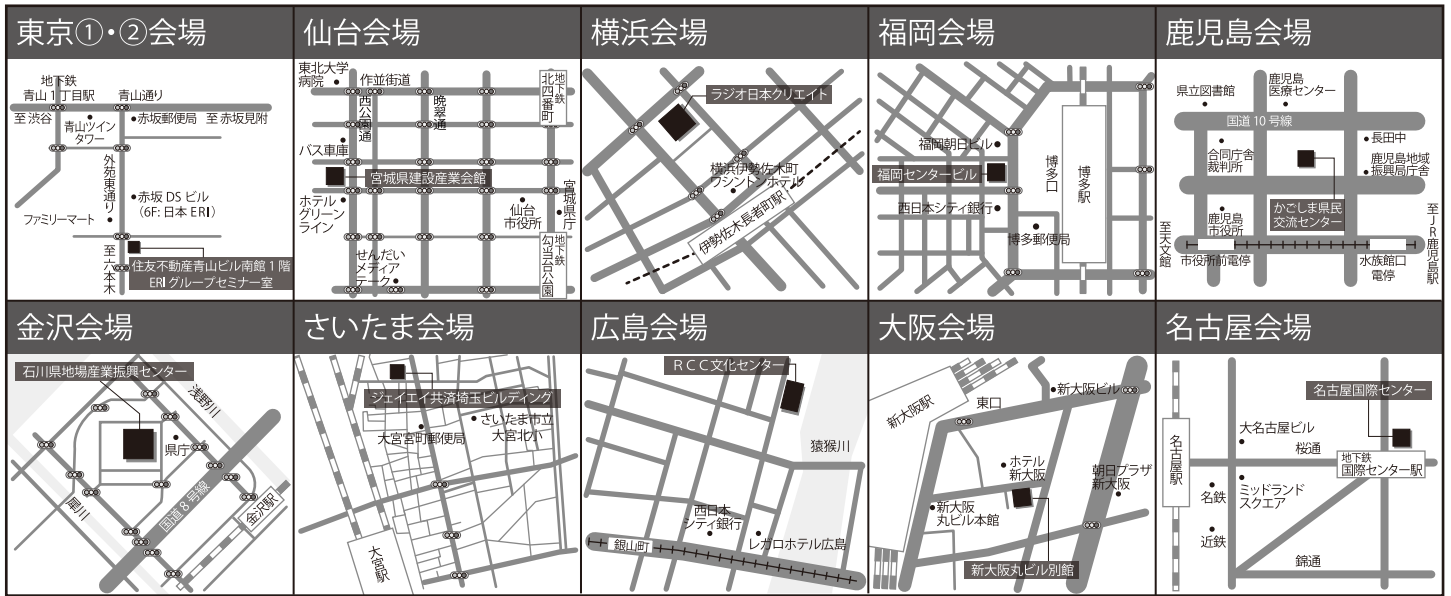 東京①・②会場
地下鉄
青山1丁目駅
青山通り
至渋谷
青山ツイン
タワー
赤坂郵便局
至赤坂見附
外苑東通り
赤坂DSビル
(6F:日本ERI)
ファミリーマート
至六本木
住友不動産青山ビル南館1階
ERIグループセミナー室
仙台会場
東北大学
病院
作並街道
地下鉄
北四番町
西公園通
晩翠通
バス車庫
宮城県建設産業会館
ホテル
グリーン
ライン
仙台
市役所
宮城県庁
せんだい
メディア
テーク
地下鉄
勾当台公園
横浜会場
ラジオ日本クリエイト
横浜伊勢佐木町
ワシントンホテル
伊勢佐木長者町駅
福岡会場
福岡朝日ビル
福岡センタービル
西日本シティ銀行
博多口
博多駅
博多郵便局
鹿児島会場
県立図書館
鹿児島
医療センター
国道10号線
合同庁舎
裁判所
長田中
鹿児島地域
振興局庁舎
かごしま県民
交流センター
鹿児島
市役所
至天文館
至JR鹿児島駅
市役所前電停
水族館口
電停
金沢会場
石川県地場産業振興センター
浅野川
県庁
犀川
国道8号線
金沢駅
さいたま会場
ジェイエイ共済埼玉ビルディング
大宮宮町郵便局
さいたま市立
大宮北小
大宮駅
広島会場
RCC文化センター
猿猴川
西日本
シティ銀行
レガロホテル広島
銀山町
大阪会場
新大阪駅
東口
新大阪ビル
ホテル
新大阪
朝日プラザ
新大阪
新大阪
丸ビル本館
新大阪丸ビル別館
名古屋会場
名古屋国際センター
大名古屋ビル
桜通
地下鉄
国際センター駅
名古屋駅
名鉄
ミッドランド
スクエア
近鉄
錦通